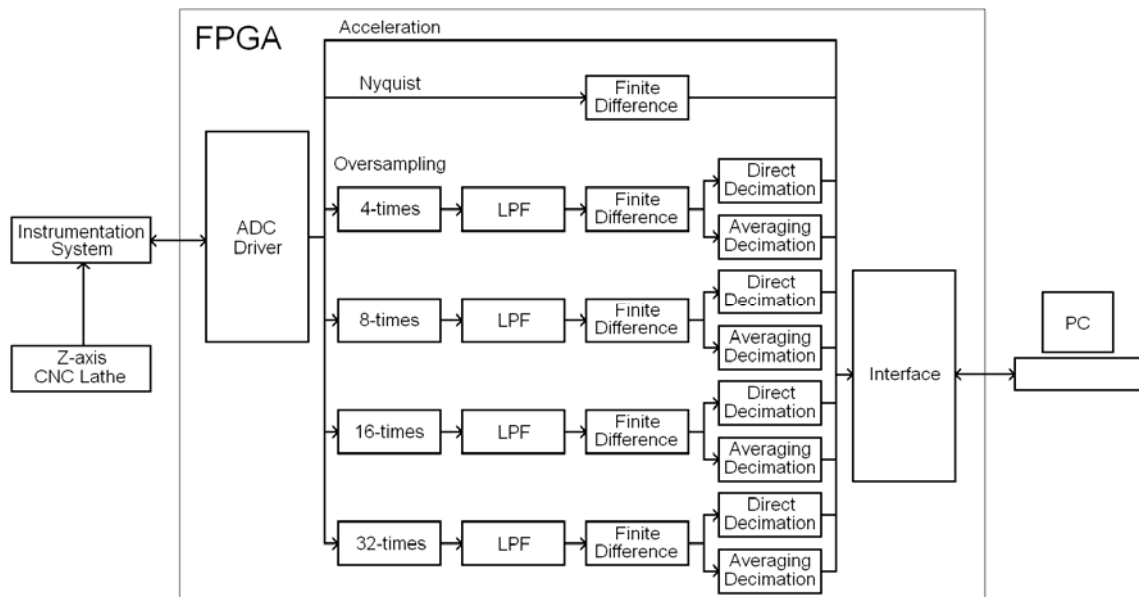 FPGA
Acceleration
Nyquist
Finite
Difference
Oversampling
4-times
LPF
Finite
Difference
Direct
Decimation
Averaging
Decimation
Instrumentation
System
ADC
Driver
8-times
LPF
Finite
Difference
Direct
Decimation
Averaging
Decimation
Z-axis
CNC Lathe
Interface
PC
16-times
LPF
Finite
Difference
Direct
Decimation
Averaging
Decimation
32-times
LPF
Finite
Difference
Direct
Decimation
Averaging
Decimation